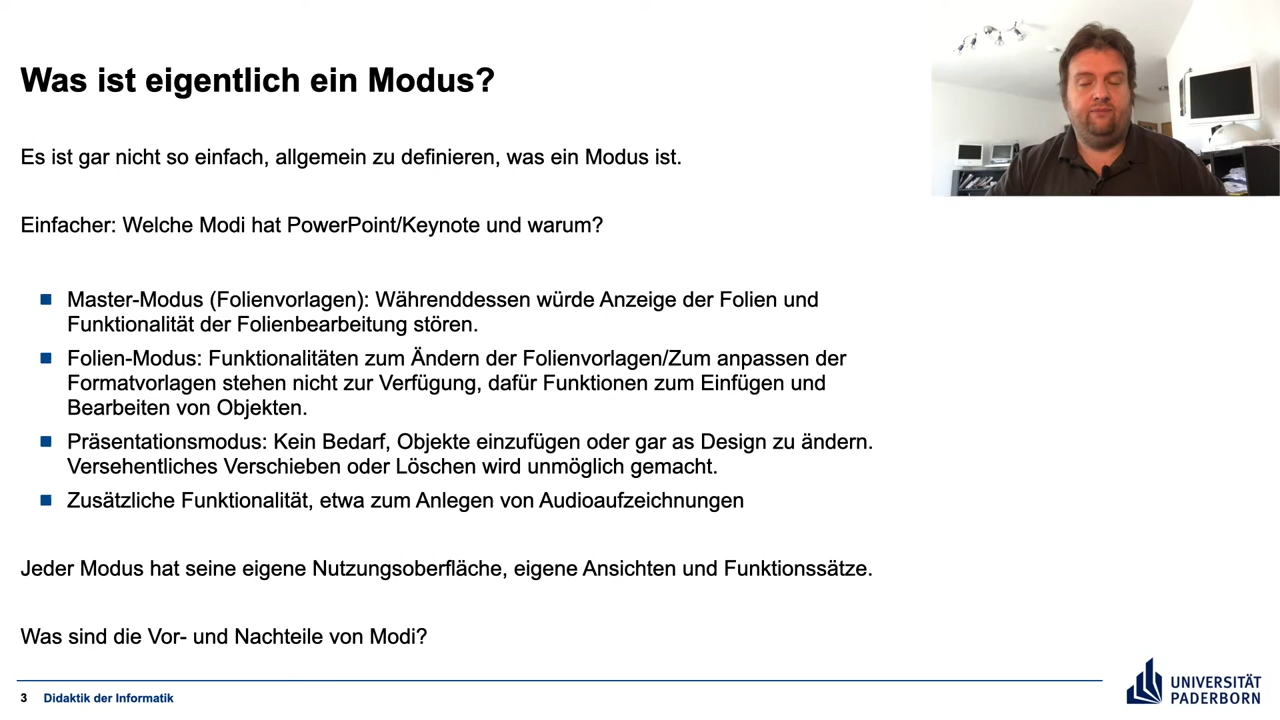 Was ist eigentlich ein Modus?
Es ist gar nicht so einfach, allgemein zu definieren, was ein Modus ist.
Einfacher: Welche Modi hat PowerPoint/Keynote und warum?
Master-Modus (Folienvorlagen): Währenddessen würde Anzeige der Folien und
Funktionalität der Folienbearbeitung stören.
Folien-Modus: Funktionalitäten zum Ändern der Folienvorlagen/Zum anpassen der
Formatvorlagen stehen nicht zur Verfügung, dafür Funktionen zum Einfügen und
Bearbeiten von Objekten.
Präsentationsmodus: Kein Bedarf, Objekte einzufügen oder gar as Design zu ändern.
Versehentliches Verschieben oder Löschen wird unmöglich gemacht.
Zusätzliche Funktionalität, etwa zum Anlegen von Audioaufzeichnungen
Jeder Modus hat seine eigene Nutzungsoberfläche, eigene Ansichten und Funktionssätze.
Was sind die Vor- und Nachteile von Modi?
3 Didaktik der Informatik
UNIVERSITÄT
PADERBORN